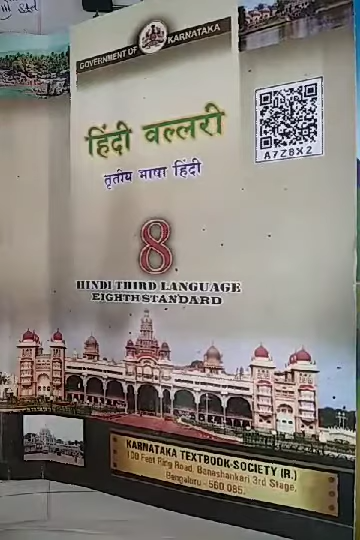 GOVERNMENT OF KARNATAKA
A7Z8X2
हिंदी वल्लरी
तृतीय भाषा हिंदी
8
HINDI THIRD LANGUAGE
EIGHTH STANDARD
KARNATAKA TEXTBOOK SOCIETY (R.)
100 Feet Ring Road, Banashankari 3rd Stage,
Bengaluru - 560 085.